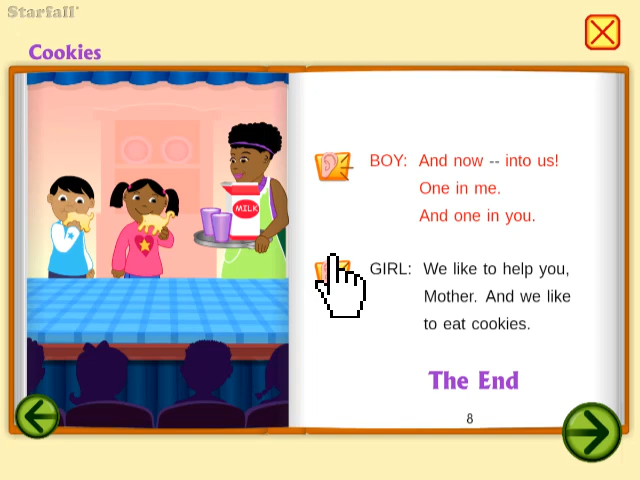 Starfall
Cookies
MILK
BOY: And now -- into us!
One in me.
And one in you.
GIRL: We like to help you,
Mother. And we like
to eat cookies.
The End
8